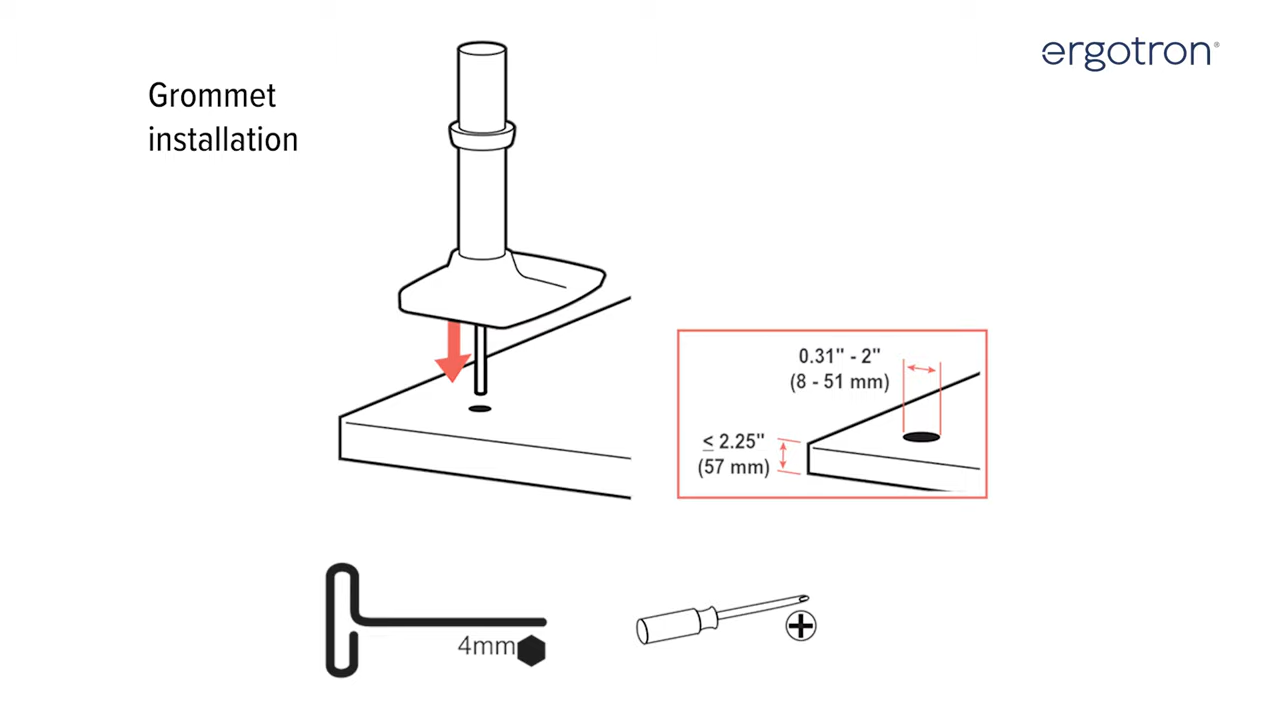 ergotron®
Grommet
installation
0.31" - 2"
(8 - 51 mm)
≤ 2.25"
(57 mm)
4mm